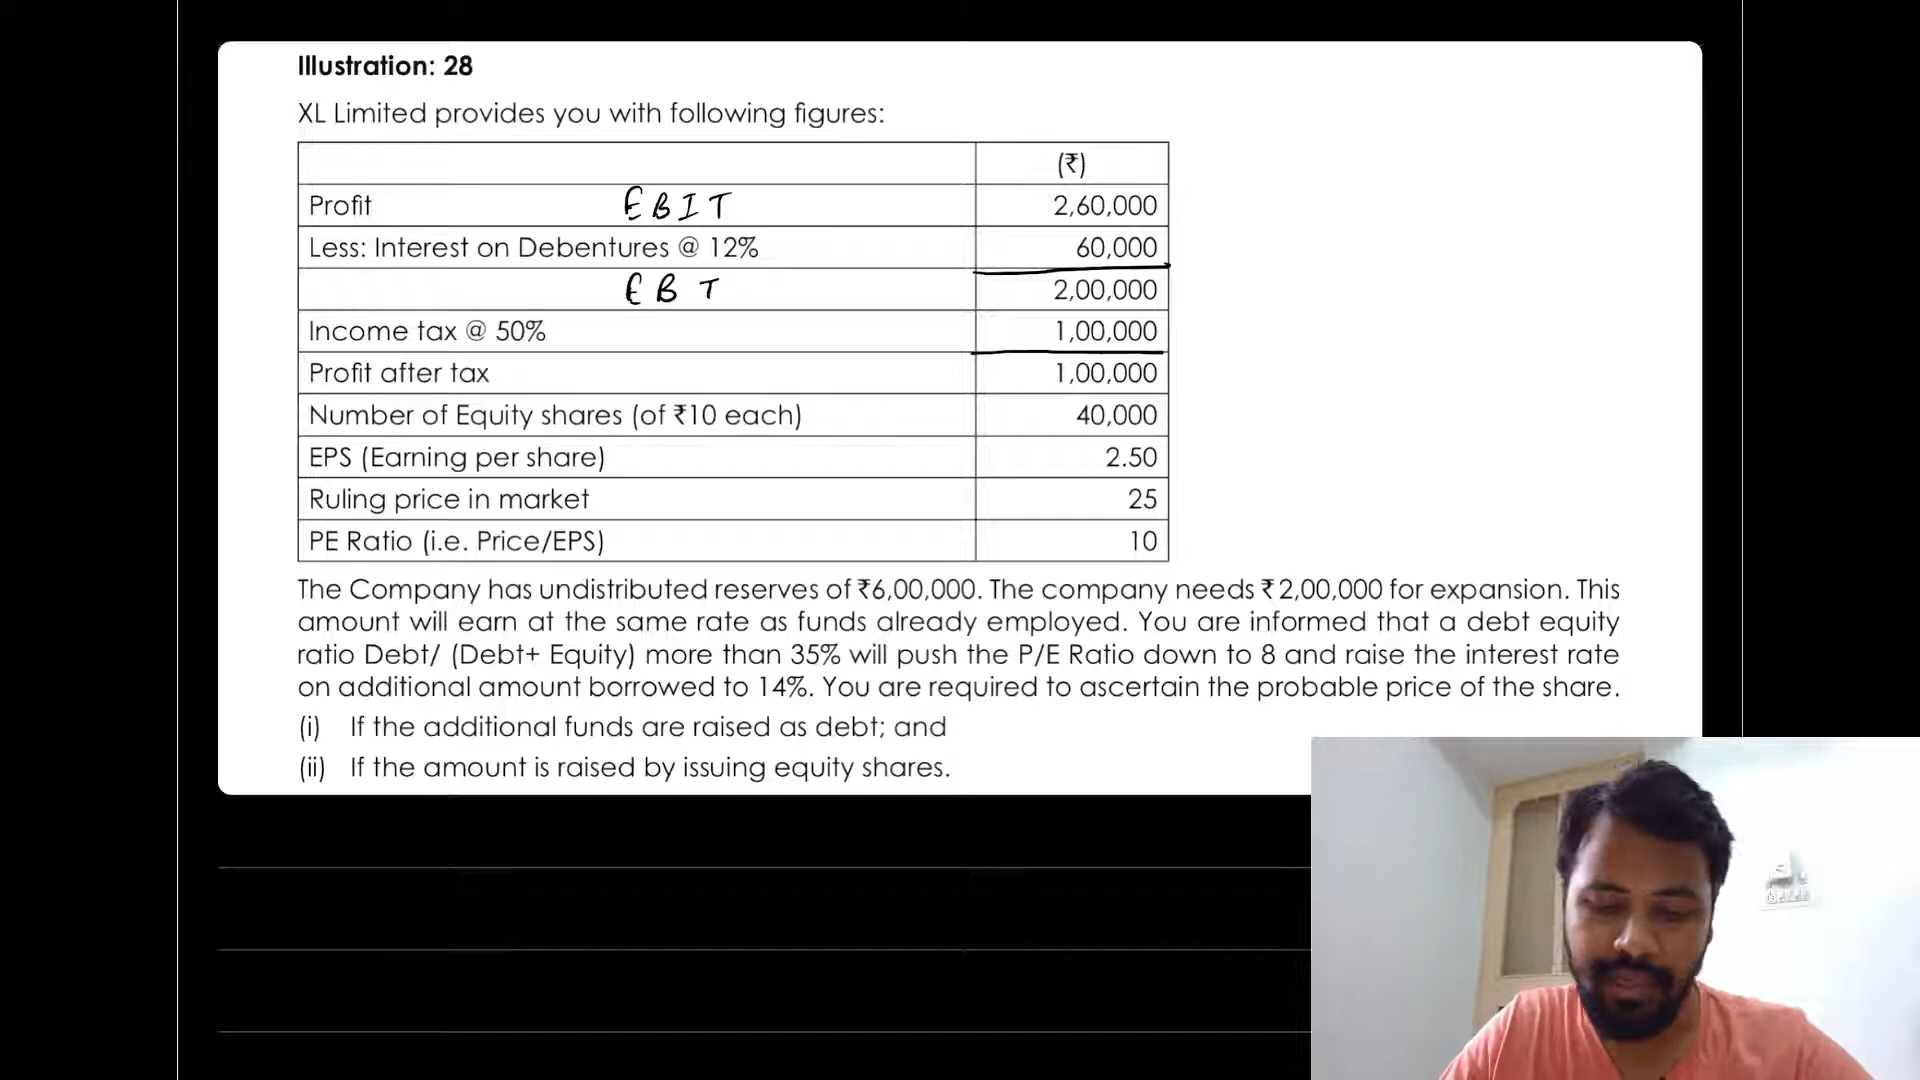 Illustration: 28
XL Limited provides you with following figures:
(₹)
Profit EBIT 2,60,000
Less: Interest on Debentures @ 12% 60,000
EBT 2,00,000
Income tax @ 50% 1,00,000
Profit after tax 1,00,000
Number of Equity shares (of ₹10 each) 40,000
EPS (Earning per share) 2.50
Ruling price in market 25
PE Ratio (i.e. Price/EPS) 10
The Company has undistributed reserves of ₹6,00,000. The company needs ₹ 2,00,000 for expansion. This
amount will earn at the same rate as funds already employed. You are informed that a debt equity
ratio Debt/ (Debt+ Equity) more than 35% will push the P/E Ratio down to 8 and raise the interest rate
on additional amount borrowed to 14%. You are required to ascertain the probable price of the share.
(i) If the additional funds are raised as debt; and
(ii) If the amount is raised by issuing equity shares.